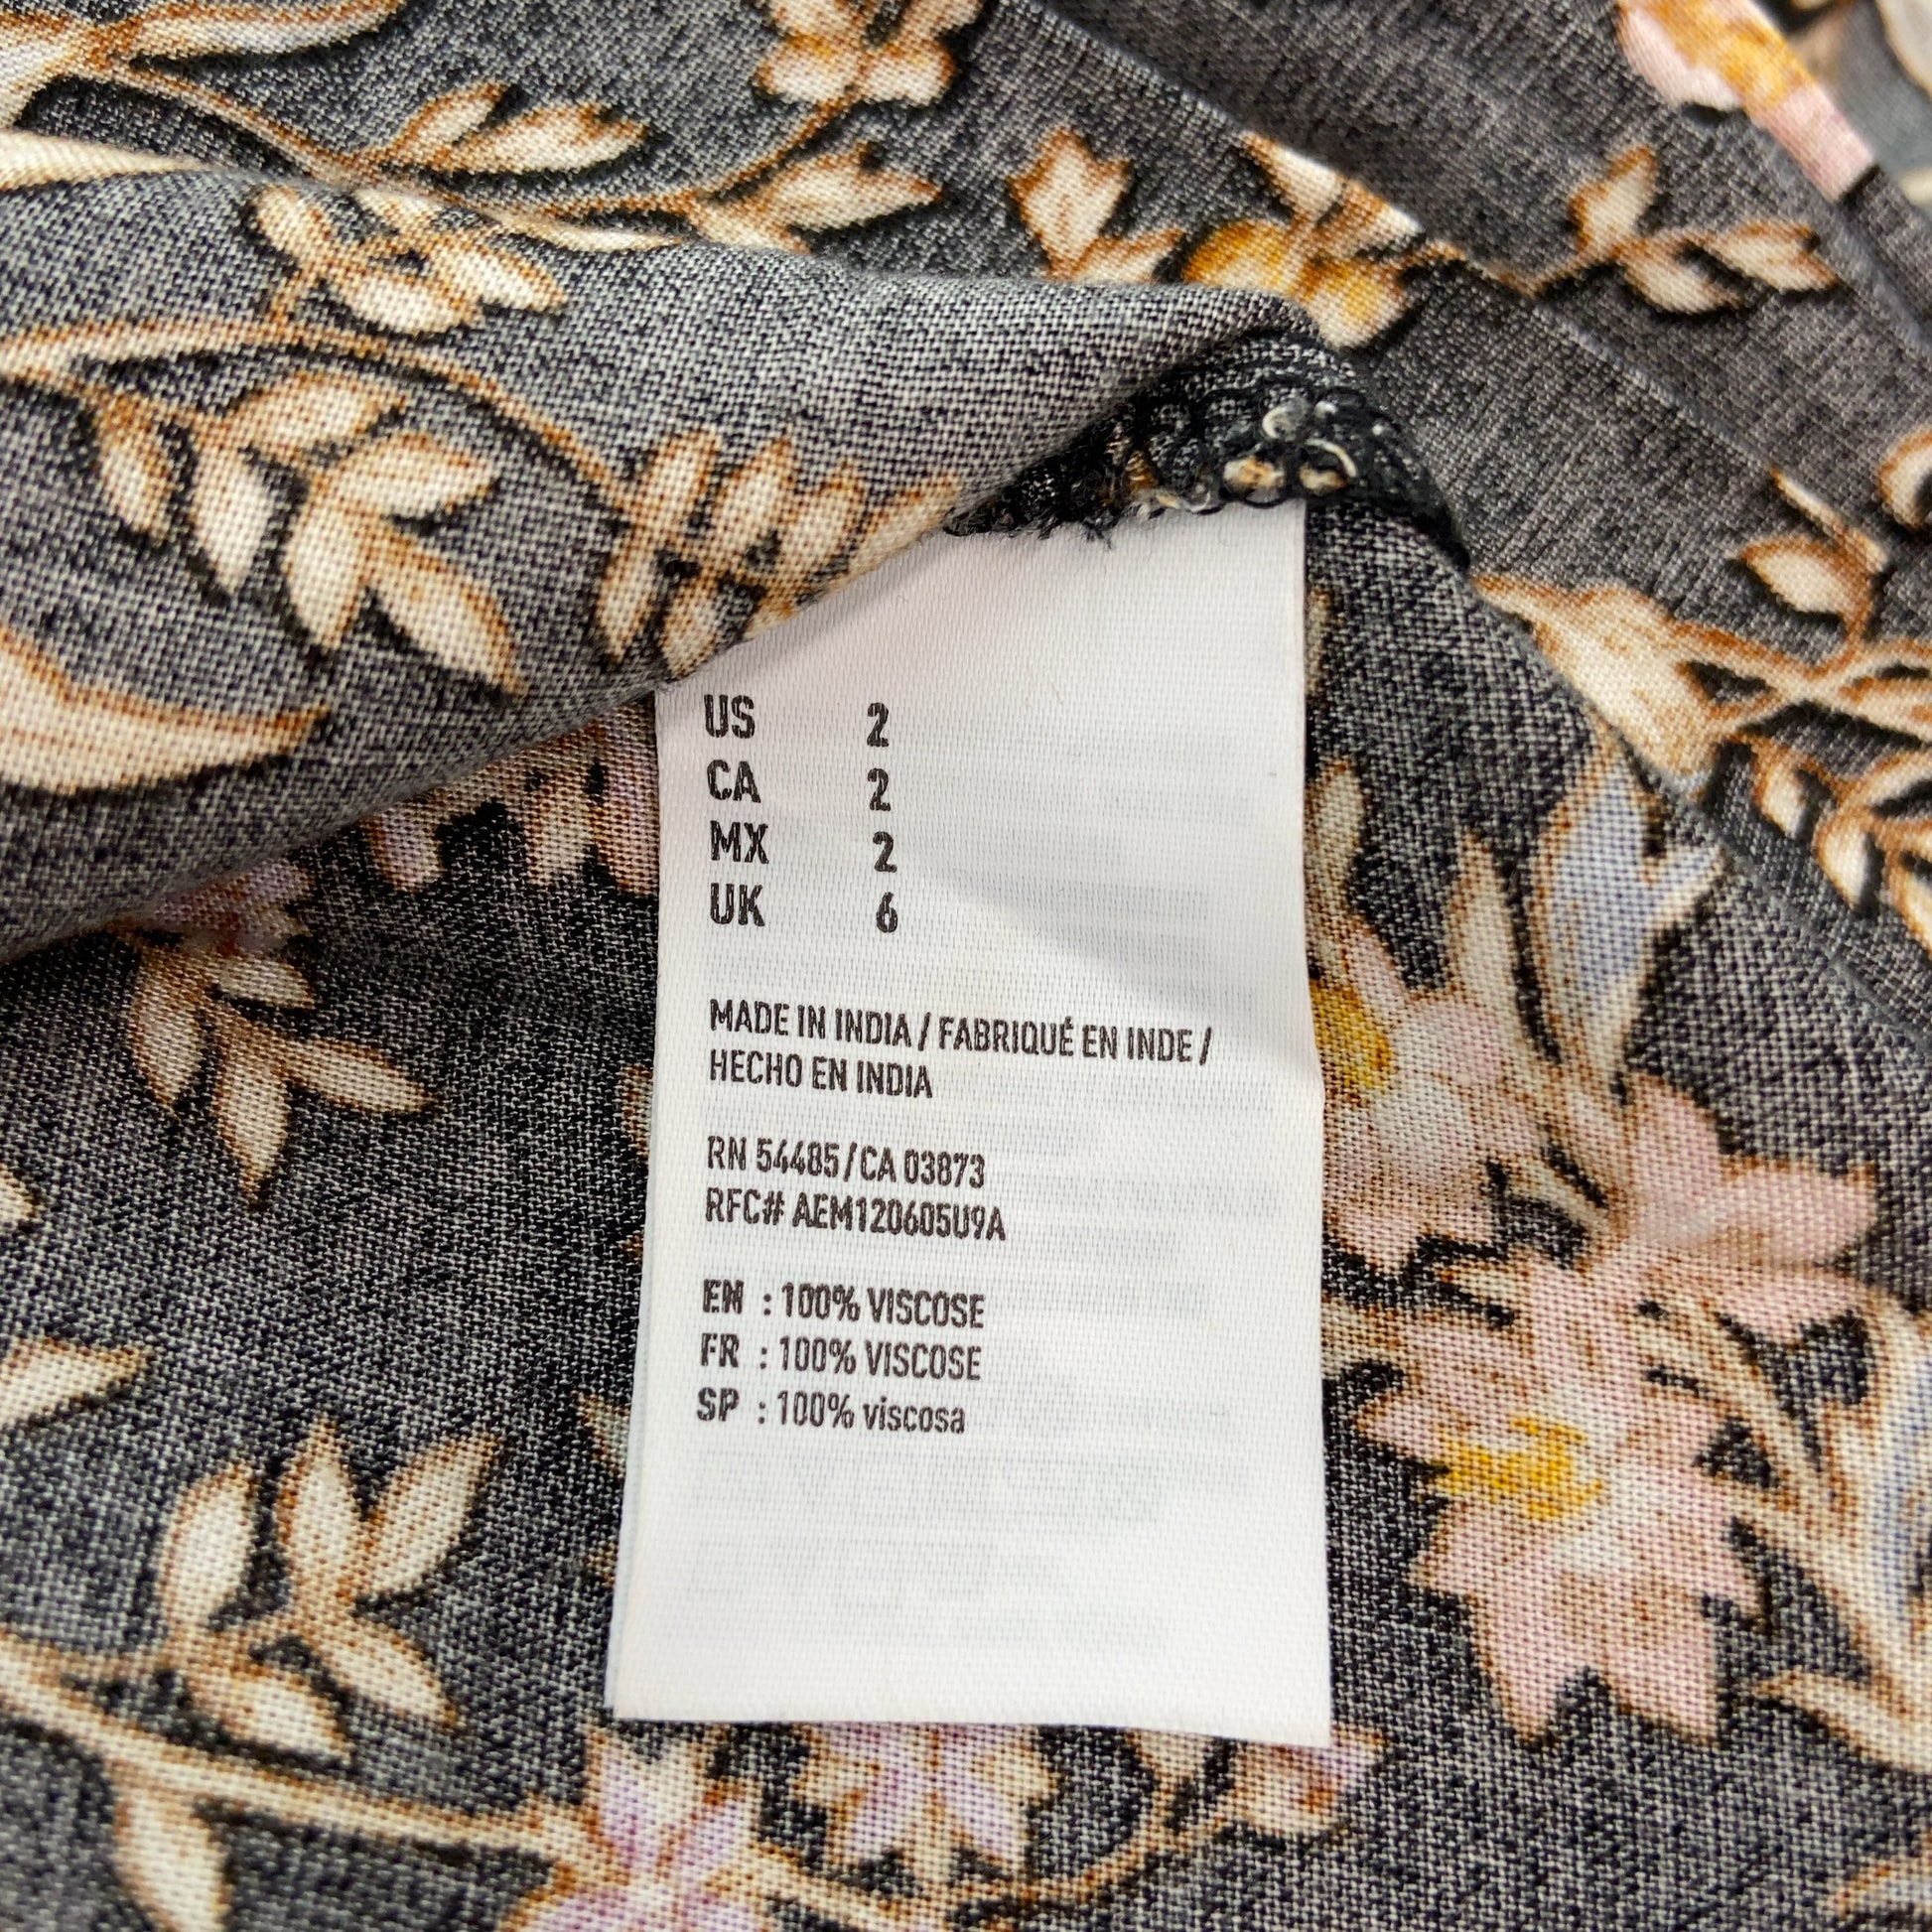 US 2
CA 2
MX 2
UK 6
MADE IN INDIA / FABRIQUÉ EN INDE /
HECHO EN INDIA
RN 54485/CA 03873
RFC# AEM120605U9A
EN : 100% VISCOSE
FR : 100% VISCOSE
SP : 100% viscosa